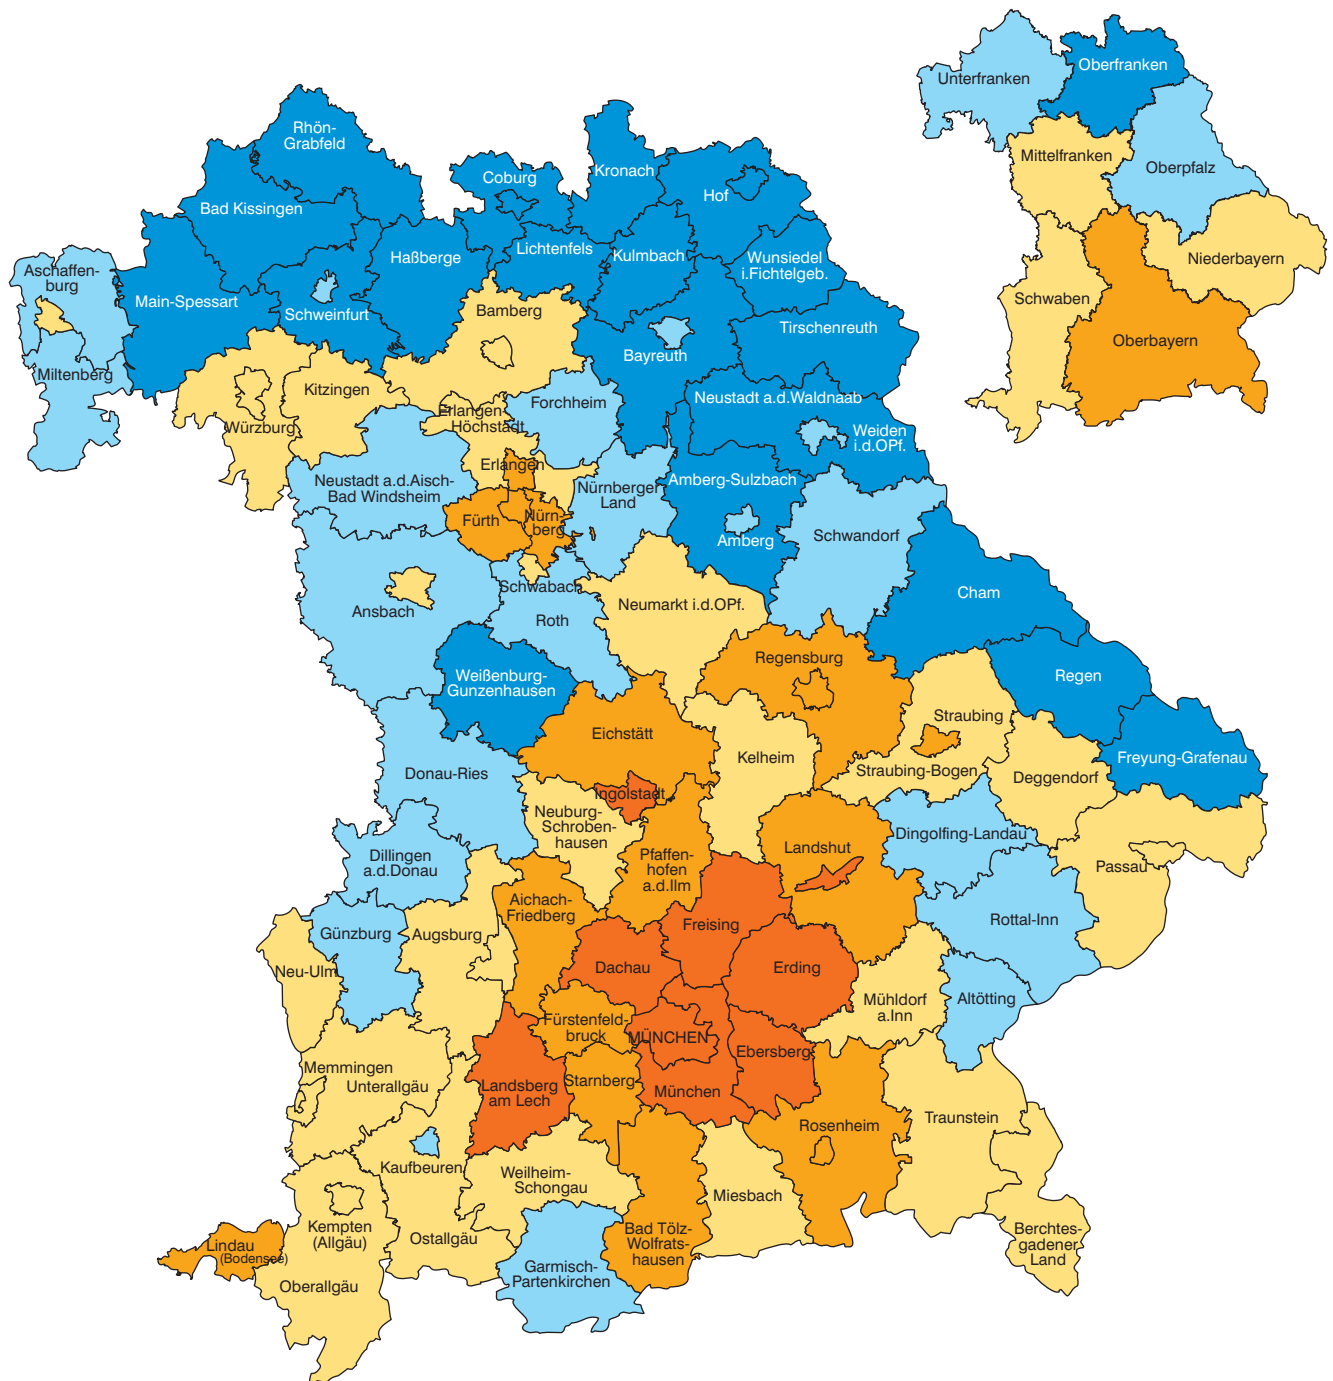 Unterfranken
Oberfranken
Mittelfranken
Oberpfalz
Niederbayern
Schwaben
Oberbayern
Rhön-
Grabfeld
Coburg
Kronach
Hof
Bad Kissingen
Lichtenfels
Kulmbach
Wunsiedel
i.Fichtelgeb.
Haßberge
Aschaffen-
burg
Main-Spessart
Schweinfurt
Bamberg
Tirschenreuth
Bayreuth
Miltenberg
Kitzingen
Forchheim
Neustadt a.d.Waldnaab
Erlangen-
Höchstadt
Würzburg
Weiden
i.d.OPf.
Erlangen
Neustadt a.d.Aisch-
Bad Windsheim
Nürnberger
Land
Amberg-Sulzbach
Fürth
Nürn-
berg
Amberg
Schwandorf
Schwabach
Cham
Ansbach
Roth
Neumarkt i.d.OPf.
Regensburg
Weißenburg-
Gunzenhausen
Regen
Straubing
Eichstätt
Kelheim
Freyung-Grafenau
Donau-Ries
Straubing-Bogen
Deggendorf
Ingolstadt
Neuburg-
Schroben-
hausen
Dingolfing-Landau
Dillingen
a.d.Donau
Pfaffen-
hofen
a.d.Ilm
Landshut
Passau
Aichach-
Friedberg
Günzburg
Augsburg
Freising
Rottal-Inn
Neu-Ulm
Dachau
Erding
Mühldorf
a.Inn
Altötting
Fürstenfeld-
bruck
MÜNCHEN
Ebersberg
Memmingen
Unterallgäu
Landsberg
am Lech
Starnberg
München
Traunstein
Rosenheim
Kaufbeuren
Weilheim-
Schongau
Miesbach
Kempten
(Allgäu)
Ostallgäu
Bad Tölz-
Wolfrats-
hausen
Berchtes-
gadener
Land
Lindau
(Bodensee)
Garmisch-
Partenkirchen
Oberallgäu